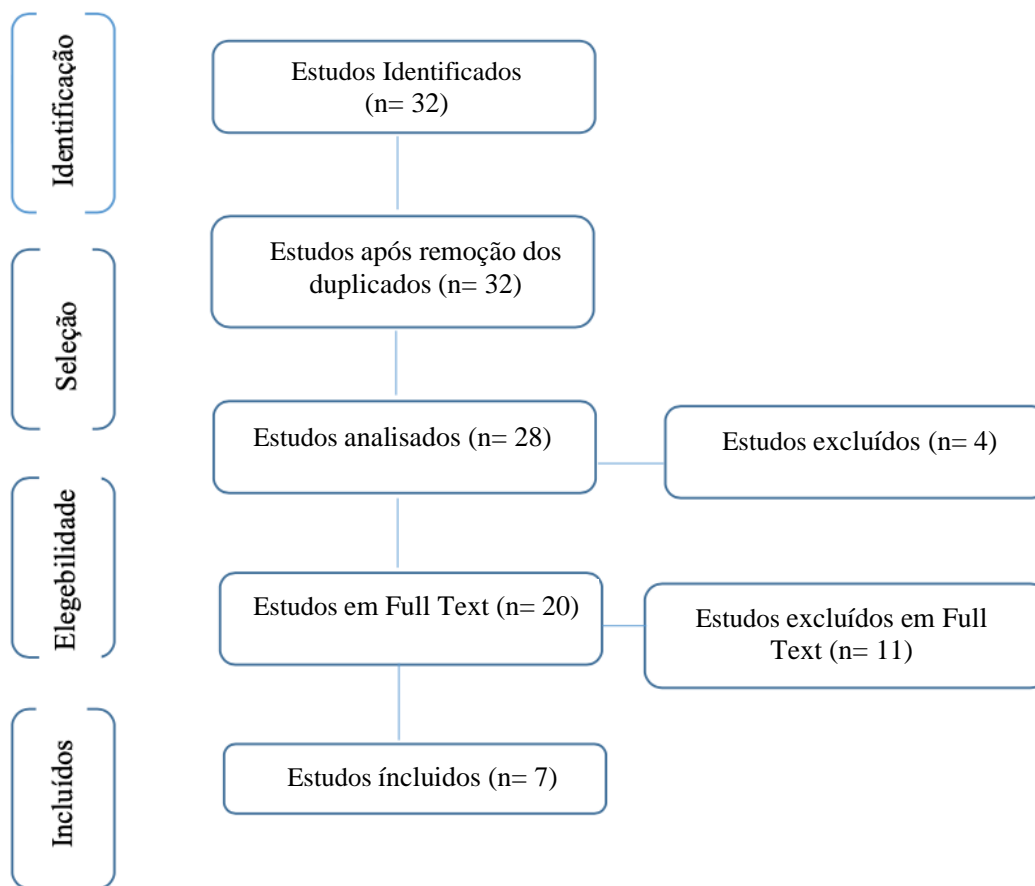 Identificação
Estudos Identificados
(n= 32)
Estudos após remoção dos
duplicados (n= 32)
Seleção
Estudos analisados (n= 28)
Estudos excluídos (n= 4)
Elegebilidade
Estudos em Full Text (n= 20)
Estudos excluídos em Full
Text (n= 11)
Incluídos
Estudos íncluidos (n= 7)